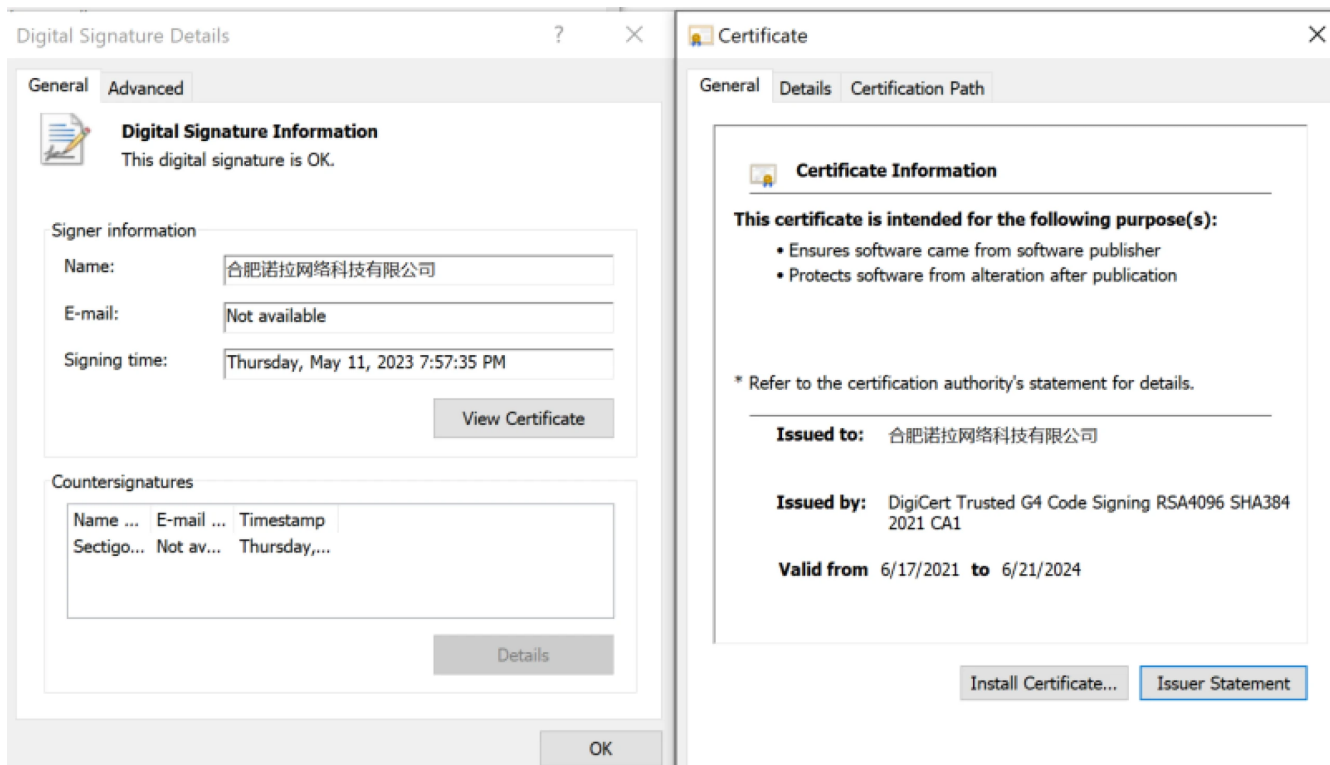 Digital Signature Details
General Advanced
Digital Signature Information
This digital signature is OK.
Signer information
Name: 合肥诺拉网络科技有限公司
E-mail: Not available
Signing time: Thursday, May 11, 2023 7:57:35 PM
View Certificate
Countersignatures
Name ... E-mail ... Timestamp
Sectigo... Not av... Thursday,...
Details
OK
Certificate
General Details Certification Path
Certificate Information
This certificate is intended for the following purpose(s):
• Ensures software came from software publisher
• Protects software from alteration after publication
* Refer to the certification authority's statement for details.
Issued to: 合肥诺拉网络科技有限公司
Issued by: DigiCert Trusted G4 Code Signing RSA4096 SHA384
2021 CA1
Valid from 6/17/2021 to 6/21/2024
Install Certificate... Issuer Statement